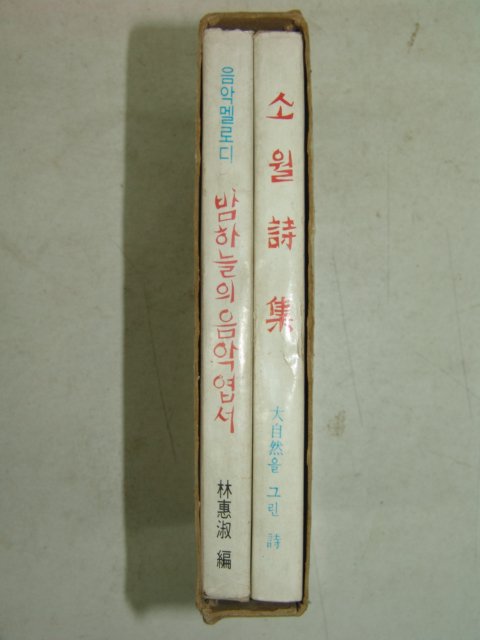 음악멜로디
밤하늘의 음악엽서
林惠淑 編
소월詩集
大自然을 그린 詩